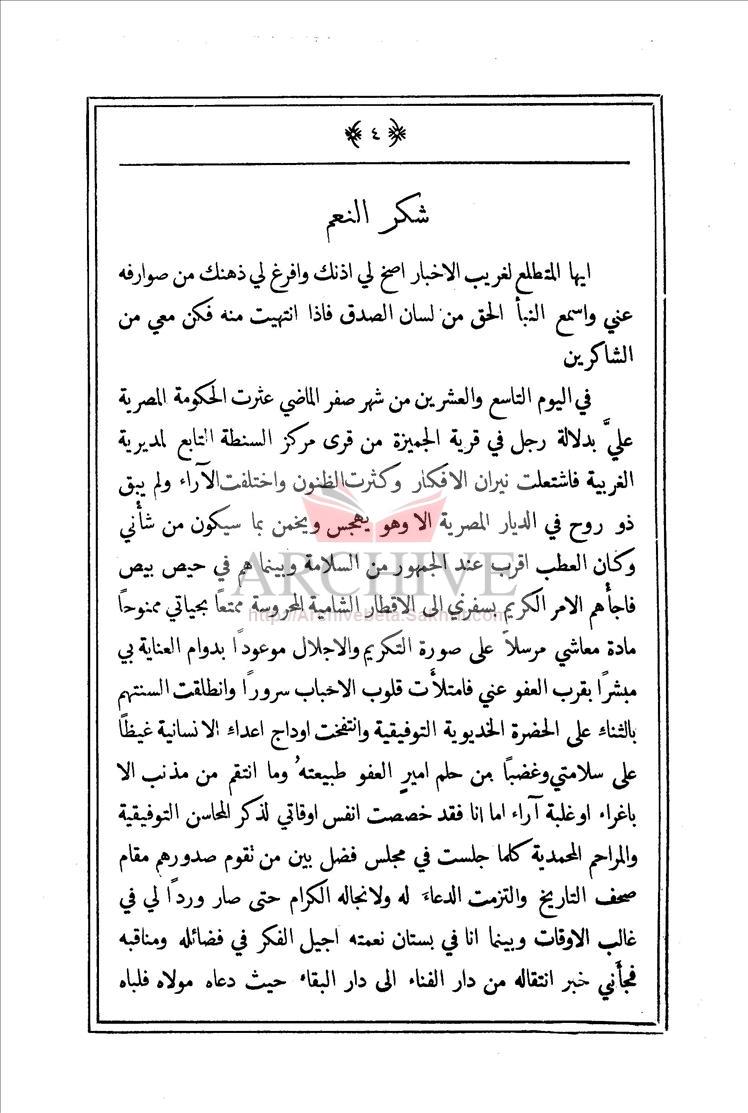 ﴿ ٤ ﴾
شكر النعم
ايها المتطلع لغريب الاخبار اصخ لي اذنك وافرغ لي ذهنك من صوارفه
عني واسمع النبأ الحق من لسان الصدق فاذا انتهيت منه فكن معي من
الشاكرين
في اليوم التاسع والعشرين من شهر صفر الماضي عثرت الحكومة المصرية
عليَّ بدلالة رجل في قرية الجميزة من قرى مركز السنطة التابع لمديرية
الغربية فاشتعلت نيران الافكار وكثرت الظنون واختلفت الآراء ولم يبق
ذو روح في الديار المصرية الا وهو يهجس ويخمن بما سيكون من شأني
وكان العطب اقرب عند الجمهور من السلامة وبينما هم في حيص بيص
ARCHIVE
فاجأهم الامر الكريم بسفري الى الاقطار الشامية المحروسة ممتعاً بحياتي ممنوحاً
http://Archivebeta.Sakhrit.com
مادة معاشي مرسلاً على صورة التكريم والاجلال موعوداً بدوام العناية بي
مبشراً بقرب العفو عني فامتلأت قلوب الاخباب سروراً وانطلقت السنتهم
بالثناء على الحضرة الخديوية التوفيقية وانتفخت اوداج اعداء الانسانية غيظاً
على سلامتي وغضباً من حلم اميرٍ العفو طبيعته ُ وما انتقم من مذنب الا
باغراء او غلبة آراء اما انا فقد خصصت انفس اوقاتي لذكر المحاسن التوفيقية
والمراحم المحمدية كلما جلست في مجلس فضل بين من تقوم صدورهم مقام
صحف التاريخ والتزمت الدعاءَ له ولانجاله الكرام حتى صار ورداً لي في
غالب الاوقات وبينما انا في بستان نعمته اجيل الفكر في فضائله ومناقبه
فجأني خبر انتقاله من دار الفناء الى دار البقاء حيث دعاه مولاه فلباه